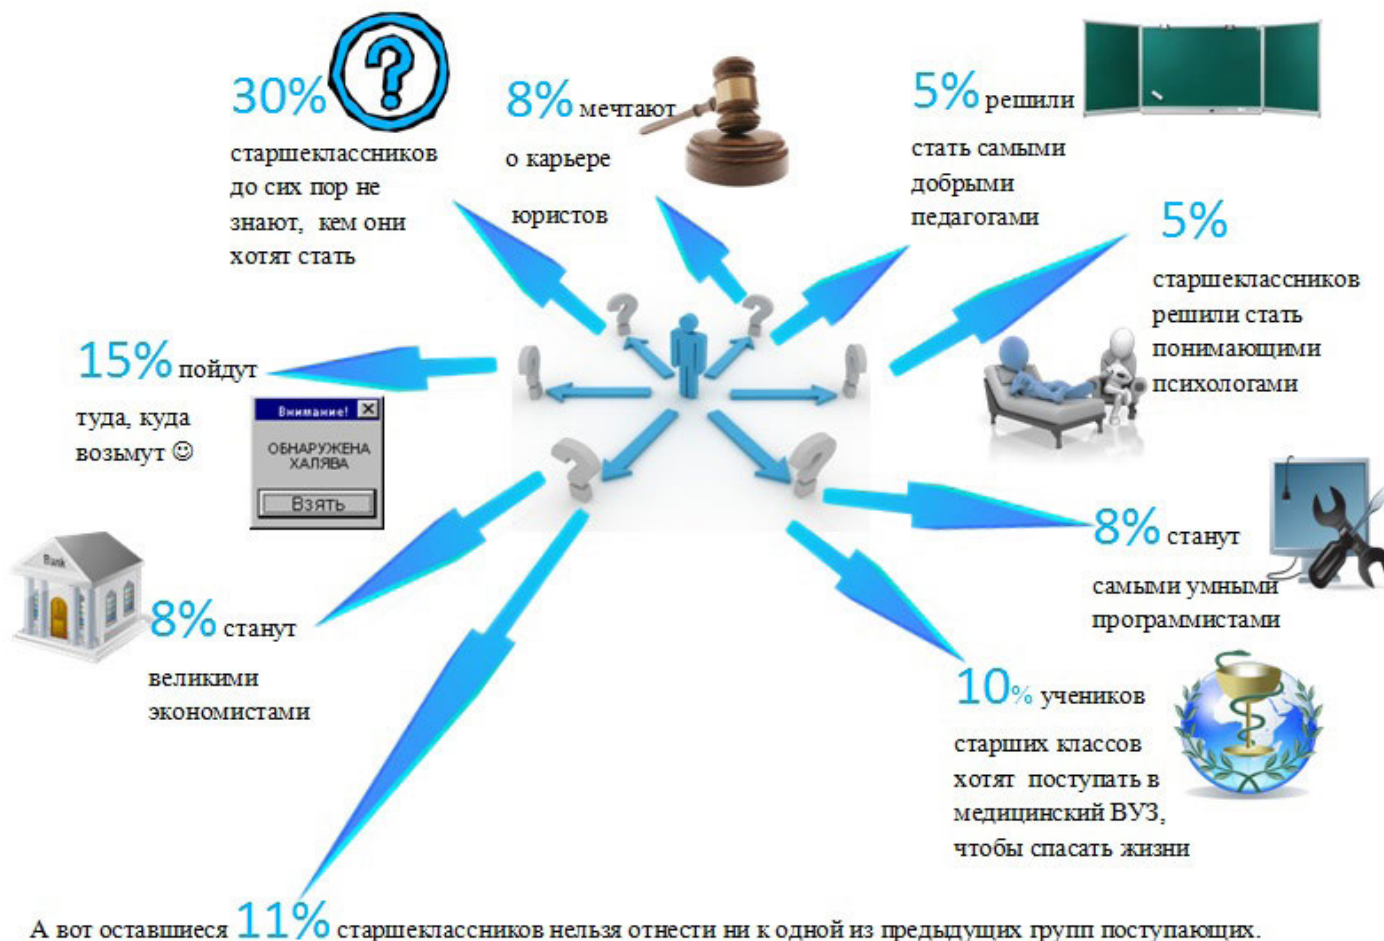 30%
старшеклассников
до сих пор не
знают, кем они
хотят стать
8% мечтают
о карьере
юристов
5% решили
стать самыми
добрыми
педагогами
5%
старшеклассников
решили стать
понимающими
психологами
15% пойдут
туда, куда
возьмут ☺
Внимание!
ОБНАРУЖЕНА
ХАЛЯВА
Взять
8% станут
самыми умными
программистами
Bank
8% станут
великими
экономистами
10% учеников
старших классов
хотят поступать в
медицинский ВУЗ,
чтобы спасать жизни
А вот оставшиеся 11% старшеклассников нельзя отнести ни к одной из предыдущих групп поступающих.